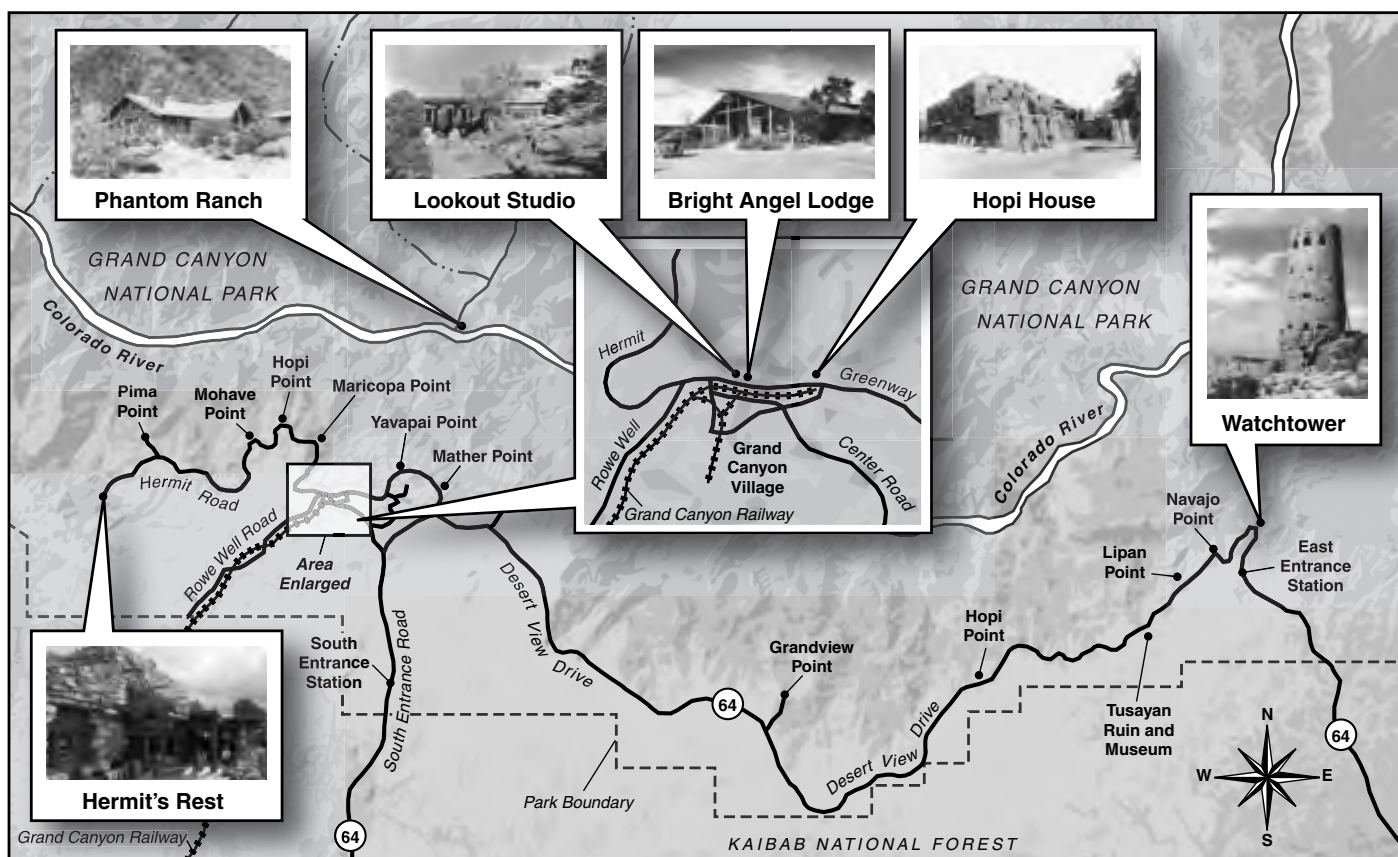 Phantom Ranch
Lookout Studio
Bright Angel Lodge
Hopi House
Watchtower
GRAND CANYON
NATIONAL PARK
Colorado River
GRAND CANYON
NATIONAL PARK
Colorado River
Hermit
Greenway
Rowe Well
Grand
Canyon
Village
Center Road
Grand Canyon Railway
Pima
Point
Mohave
Point
Hopi
Point
Maricopa Point
Yavapai Point
Mather Point
Hermit Road
Rowe Well Road
Area
Enlarged
South
Entrance
Station
South Entrance Road
Desert View Drive
64
Grandview
Point
Hopi
Point
Desert View Drive
Lipan
Point
Navajo
Point
East
Entrance
Station
Tusayan
Ruin and
Museum
64
N
W
E
S
Hermit's Rest
Grand Canyon Railway
64
Park Boundary
KAIBAB NATIONAL FOREST